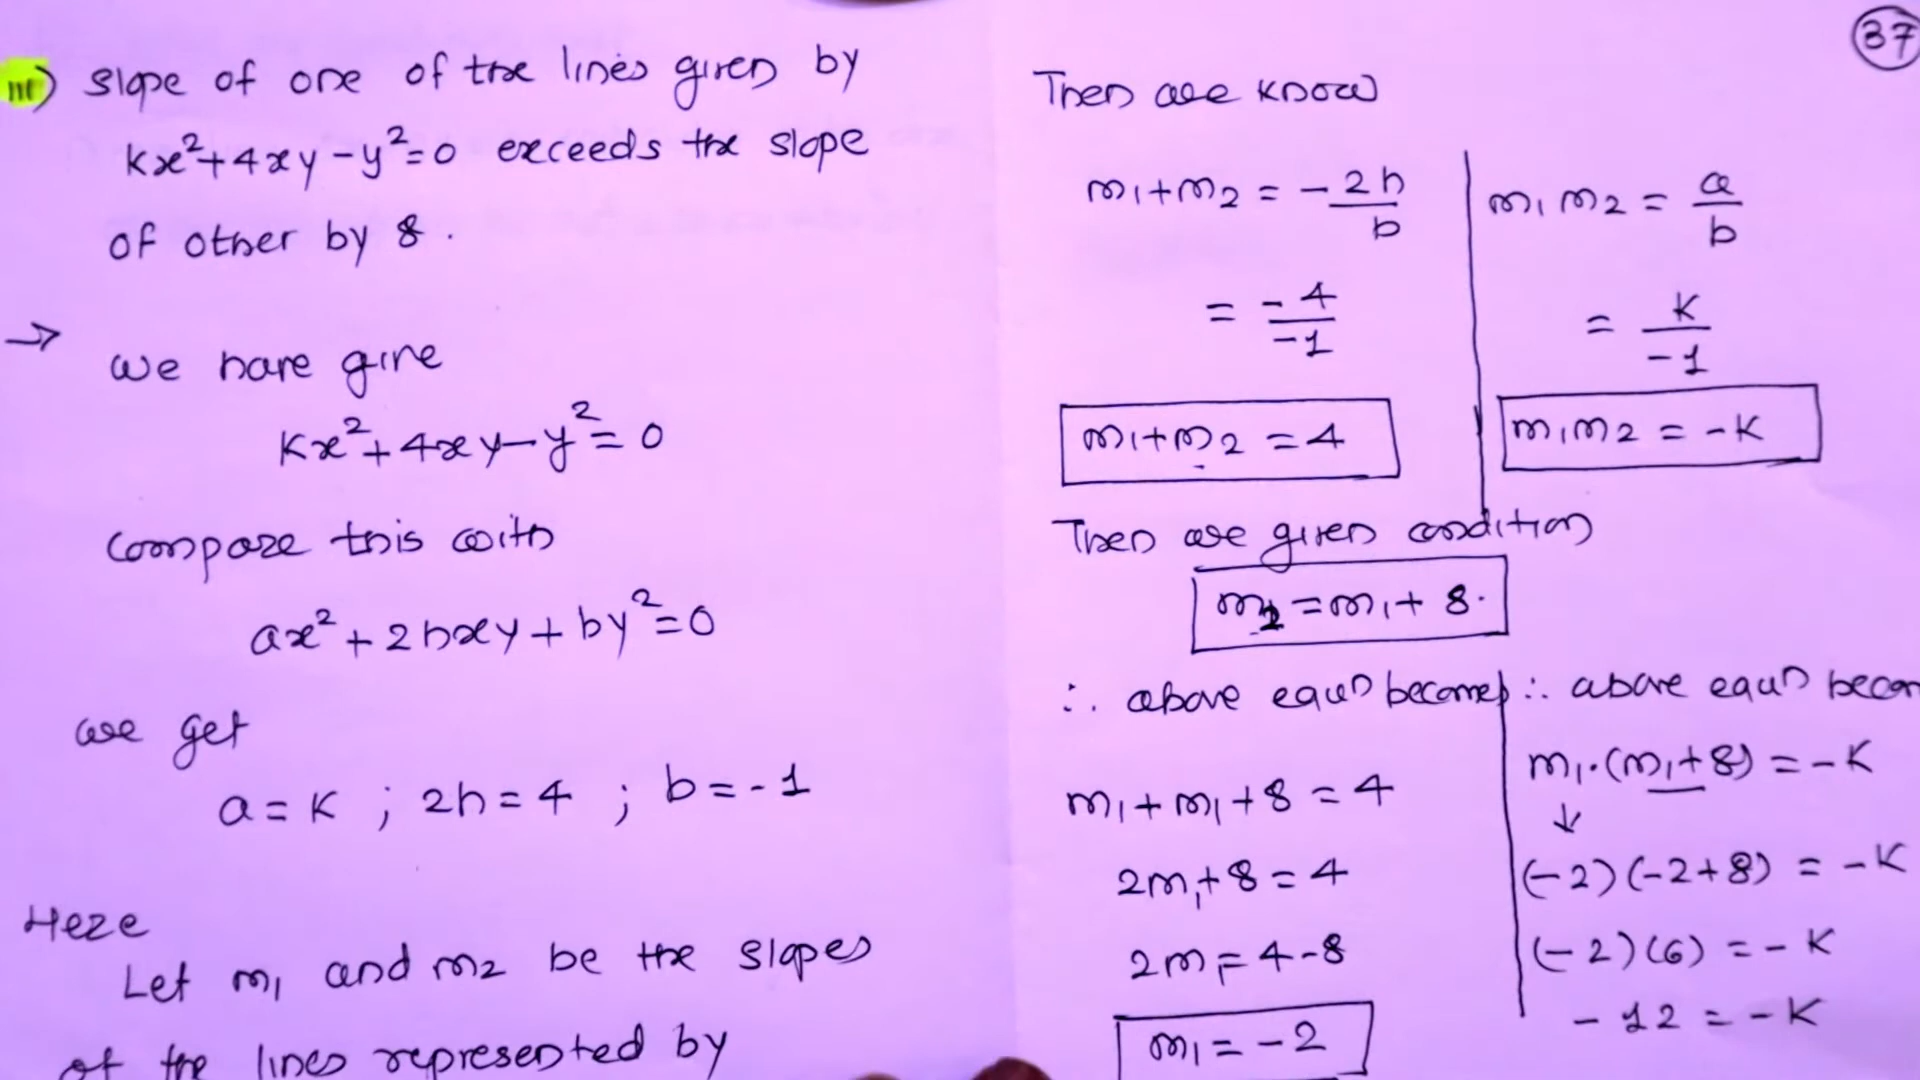 37
iii) slope of one of the lines given by
kx²+4xy-y²=0 exceeds the slope
of other by 8.
→ we have give
kx²+4xy-y²=0
compare this with
ax²+2hxy+by²=0
we get
a=k ; 2h=4 ; b=-1
Here
Let m₁ and m₂ be the slopes
of the lines represented by
Then we know
m₁+m₂ = -2h/b
= -4/-1
m₁+m₂ = 4
m₁m₂ = a/b
= k/-1
m₁m₂ = -k
Then we given condition
m₂ = m₁+8.
∴ above equn becomes
m₁+m₁+8=4
2m₁+8=4
2m₁=4-8
m₁=-2
∴ above equn becom
m₁.(m₁+8) = -k
↓
(-2)(-2+8) = -k
(-2)(6) = -k
-12 = -k